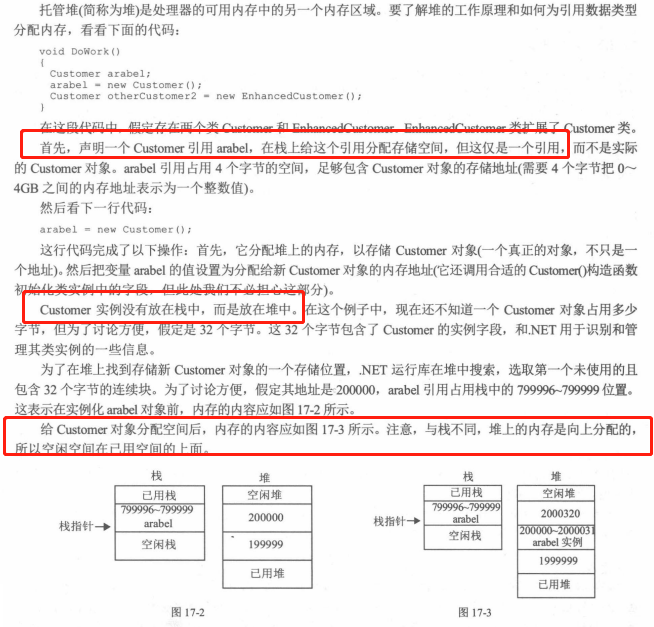 托管堆(简称为堆)是处理器的可用内存中的另一个内存区域。要了解堆的工作原理和如何为引用数据类型
分配内存，看看下面的代码：
void DoWork()
{
Customer arabel;
arabel = new Customer();
Customer otherCustomer2 = new EnhancedCustomer();
}
在这段代码中，假定存在两个类 Customer 和 EnhancedCustomer。EnhancedCustomer 类扩展了 Customer 类。
首先，声明一个 Customer 引用 arabel，在栈上给这个引用分配存储空间，但这仅是一个引用，而不是实际
的 Customer 对象。arabel 引用占用 4 个字节的空间，足够包含 Customer 对象的存储地址(需要 4 个字节把 0～
4GB 之间的内存地址表示为一个整数值)。
然后看下一行代码：
arabel = new Customer();
这行代码完成了以下操作：首先，它分配堆上的内存，以存储 Customer 对象(一个真正的对象，不只是一
个地址)。然后把变量 arabel 的值设置为分配给新 Customer 对象的内存地址(它还调用合适的 Customer()构造函数
初始化类实例中的字段，但此处我们不必担心这部分)。
Customer 实例没有放在栈中，而是放在堆中。在这个例子中，现在还不知道一个 Customer 对象占用多少
字节，但为了讨论方便，假定是 32 个字节。这 32 个字节包含了 Customer 的实例字段，和.NET 用于识别和管
理其类实例的一些信息。
为了在堆上找到存储新 Customer 对象的一个存储位置，.NET 运行库在堆中搜索，选取第一个未使用的且
包含 32 个字节的连续块。为了讨论方便，假定其地址是 200000，arabel 引用占用栈中的 799996~799999 位置。
这表示在实例化 arabel 对象前，内存的内容应如图 17-2 所示。
给 Customer 对象分配空间后，内存的内容应如图 17-3 所示。注意，与栈不同，堆上的内存是向上分配的，
所以空闲空间在已用空间的上面。
栈
堆
已用栈
799996~799999
arabel
栈指针
空闲栈
空闲堆
200000
199999
已用堆
图 17-2
栈
堆
已用栈
799996~799999
arabel
栈指针
空闲栈
空闲堆
2000320
200000~2000031
arabel 实例
1999999
已用堆
图 17-3